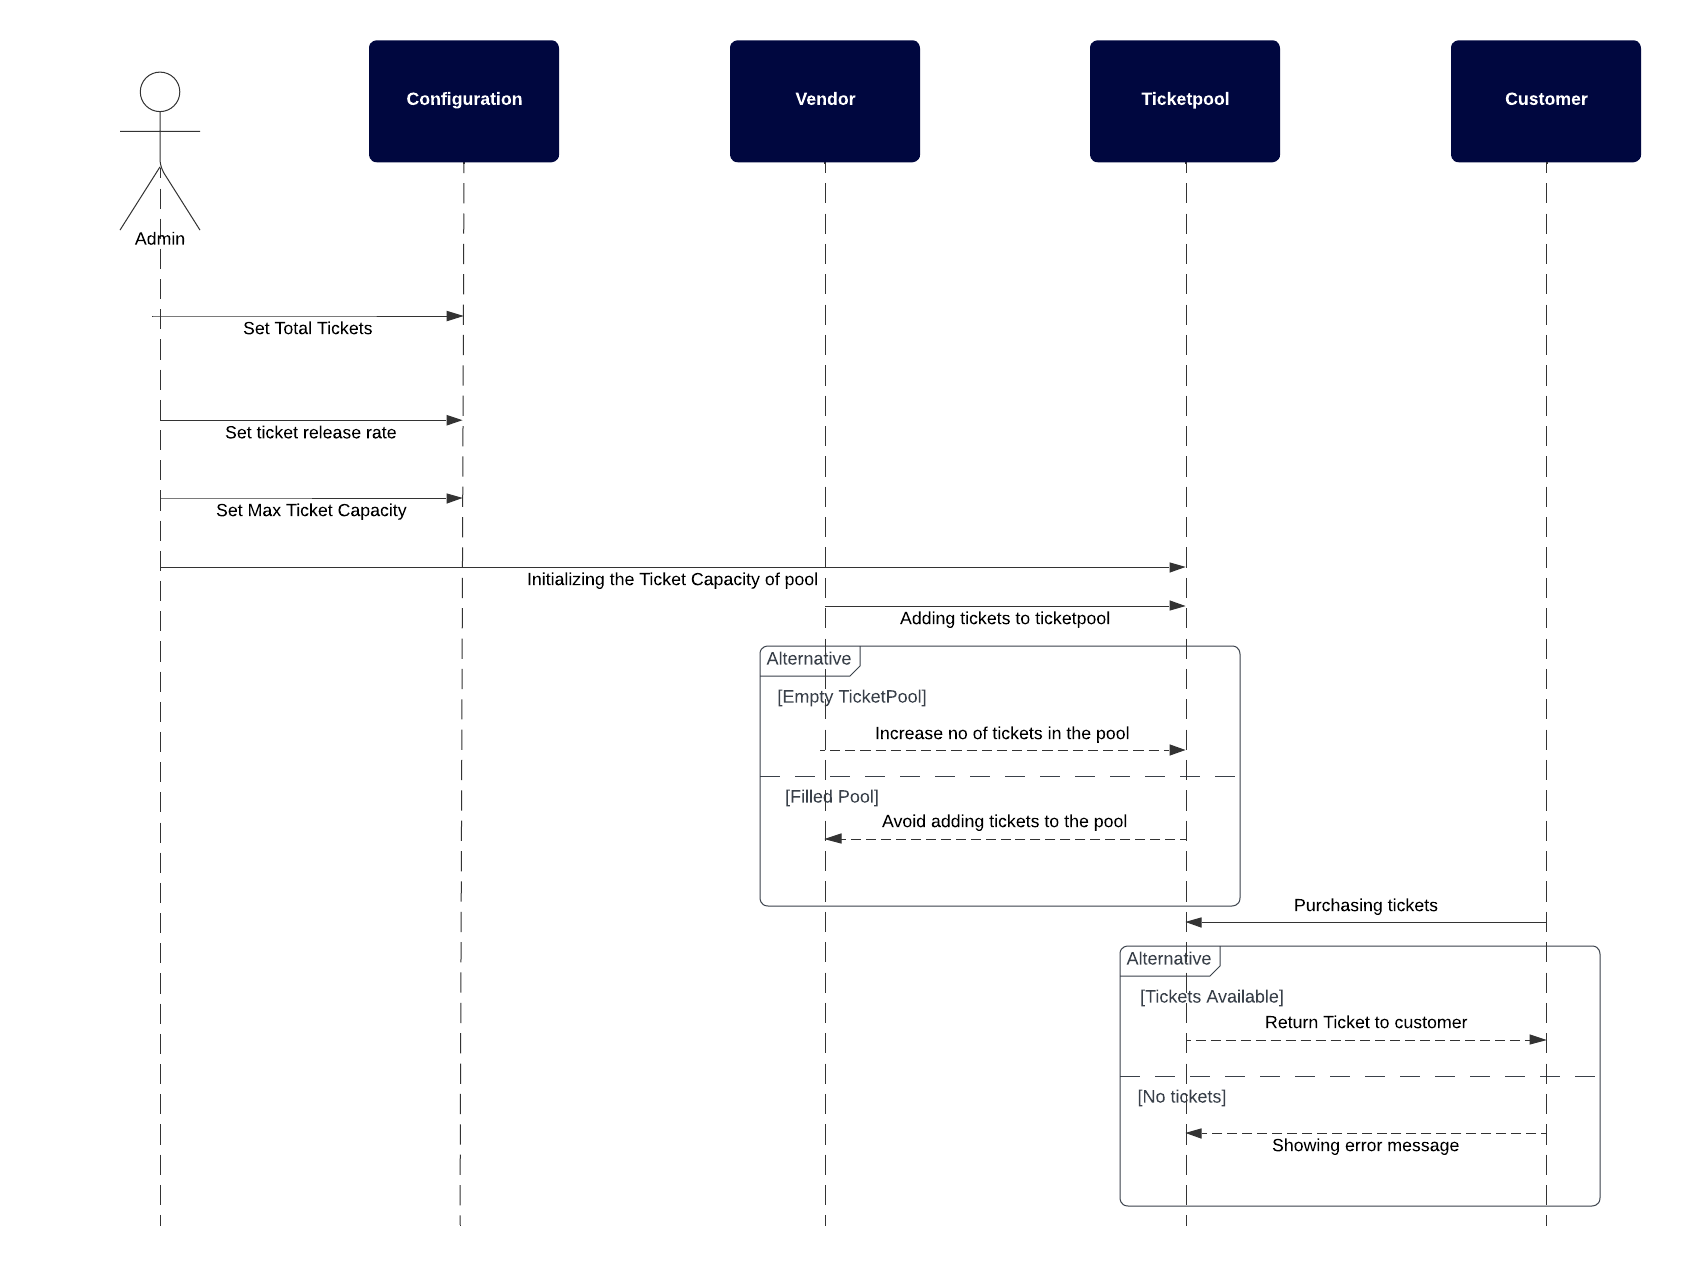 Configuration
Vendor
Ticketpool
Customer
Admin
Set Total Tickets
Set ticket release rate
Set Max Ticket Capacity
Initializing the Ticket Capacity of pool
Adding tickets to ticketpool
Alternative
[Empty TicketPool]
Increase no of tickets in the pool
[Filled Pool]
Avoid adding tickets to the pool
Purchasing tickets
Alternative
[Tickets Available]
Return Ticket to customer
[No tickets]
Showing error message